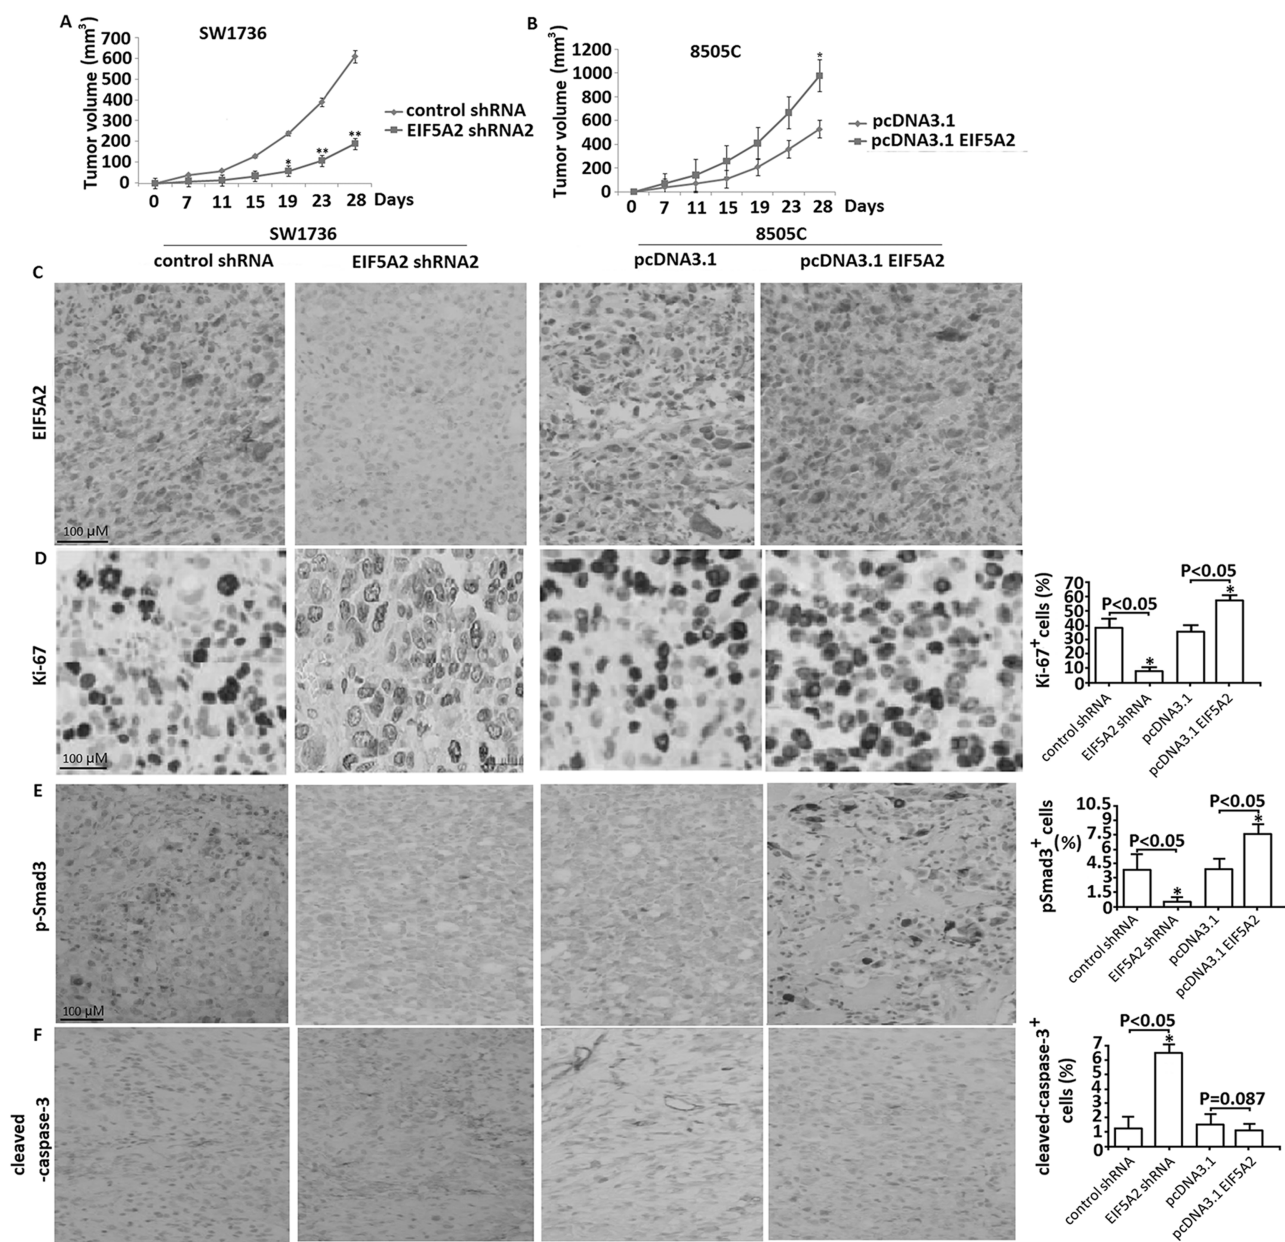 A
SW1736
Tumor volume (mm³)
700
600
500
400
300
200
100
0
0 7 11 15 19 23 28 Days
* ** **
control shRNA
EIF5A2 shRNA2
B
8505C
Tumor volume (mm³)
1200
1000
800
600
400
200
0
0 7 11 15 19 23 28 Days
*
pcDNA3.1
pcDNA3.1 EIF5A2
SW1736 8505C
control shRNA EIF5A2 shRNA2 pcDNA3.1 pcDNA3.1 EIF5A2
C
EIF5A2
100 µM
D
Ki-67
100 µM
Ki-67+ cells (%)
70
60
50
40
30
20
10
0
P<0.05
*
P<0.05
*
control shRNA
EIF5A2 shRNA
pcDNA3.1
pcDNA3.1 EIF5A2
E
p-Smad3
100 µM
pSmad3+ cells
(%)
10.5
9
7.5
6
4.5
3
1.5
0
P<0.05
*
P<0.05
*
control shRNA
EIF5A2 shRNA
pcDNA3.1
pcDNA3.1 EIF5A2
F
cleaved
-caspase-3
cleaved-caspase-3+
cells (%)
7
6
5
4
3
2
1
0
P<0.05
*
P=0.087
control shRNA
EIF5A2 shRNA
pcDNA3.1
pcDNA3.1 EIF5A2